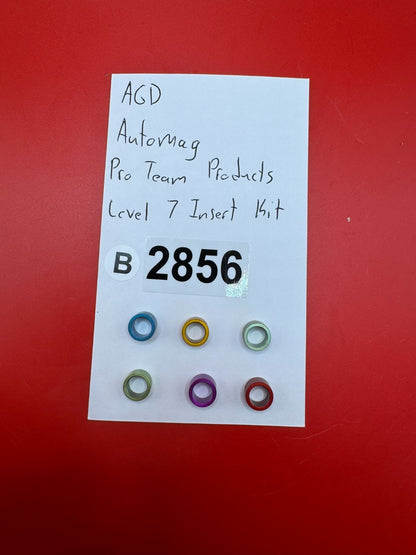 AGD
Automag
Pro Team Products
Level 7 Insert Kit
B 2856